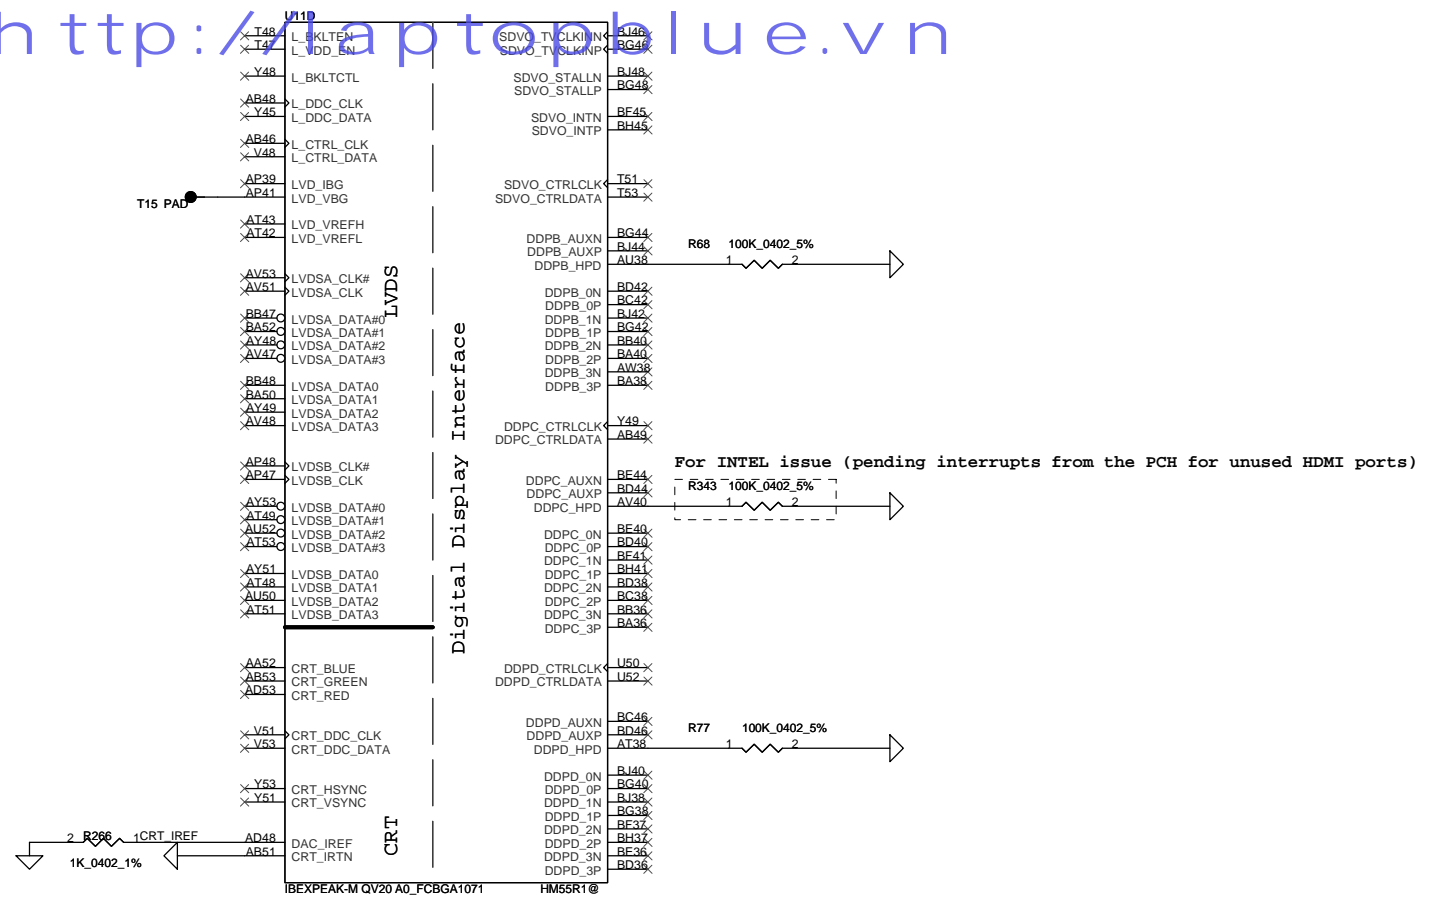 http://laptopblue.vn
U11D
T48 L_BKLTEN SDVO_TVCLKINN BJ46
T47 L_VDD_EN SDVO_TVCLKINP BG46
Y48 L_BKLTCTL SDVO_STALLN BJ48
SDVO_STALLP BG48
AB48 L_DDC_CLK
Y45 L_DDC_DATA SDVO_INTN BF45
SDVO_INTP BH45
AB46 L_CTRL_CLK
V48 L_CTRL_DATA
AP39 LVD_IBG SDVO_CTRLCLK T51
T15 PAD AP41 LVD_VBG SDVO_CTRLDATA T53
AT43 LVD_VREFH
AT42 LVD_VREFL DDPB_AUXN BG44
DDPB_AUXP BJ44
DDPB_HPD AU38 1 R68 100K_0402_5% 2
AV53 LVDSA_CLK#
AV51 LVDSA_CLK DDPB_0N BD42
DDPB_0P BC42
BB47 LVDSA_DATA#0 DDPB_1N BJ42
BA52 LVDSA_DATA#1 DDPB_1P BG42
AY48 LVDSA_DATA#2 DDPB_2N BB40
AV47 LVDSA_DATA#3 DDPB_2P BA40
DDPB_3N AW38
BB48 LVDSA_DATA0 DDPB_3P BA38
BA50 LVDSA_DATA1
AY49 LVDSA_DATA2
AV48 LVDSA_DATA3 DDPC_CTRLCLK Y49
DDPC_CTRLDATA AB49
LVDS
Digital Display Interface
For INTEL issue (pending interrupts from the PCH for unused HDMI ports)
AP48 LVDSB_CLK#
AP47 LVDSB_CLK DDPC_AUXN BE44
DDPC_AUXP BD44
R343 100K_0402_5%
AY53 LVDSB_DATA#0 DDPC_HPD AV40 1 2
AT49 LVDSB_DATA#1
AU52 LVDSB_DATA#2 DDPC_0N BE40
AT53 LVDSB_DATA#3 DDPC_0P BD40
DDPC_1N BF41
AY51 LVDSB_DATA0 DDPC_1P BH41
AT48 LVDSB_DATA1 DDPC_2N BD38
AU50 LVDSB_DATA2 DDPC_2P BC38
AT51 LVDSB_DATA3 DDPC_3N BB36
DDPC_3P BA36
AA52 CRT_BLUE DDPD_CTRLCLK U50
AB53 CRT_GREEN DDPD_CTRLDATA U52
AD53 CRT_RED
DDPD_AUXN BC46
V51 CRT_DDC_CLK DDPD_AUXP BD46
R77 100K_0402_5%
V53 CRT_DDC_DATA DDPD_HPD AT38 1 2
DDPD_0N BJ40
Y53 CRT_HSYNC DDPD_0P BG40
Y51 CRT_VSYNC DDPD_1N BJ38
DDPD_1P BG38
CRT
DDPD_2N BF37
2 R266 1 CRT_IREF AD48 DAC_IREF DDPD_2P BH37
1K_0402_1% AB51 CRT_IRTN DDPD_3N BE36
DDPD_3P BD36
IBEXPEAK-M QV20 A0_FCBGA1071 HM55R1@